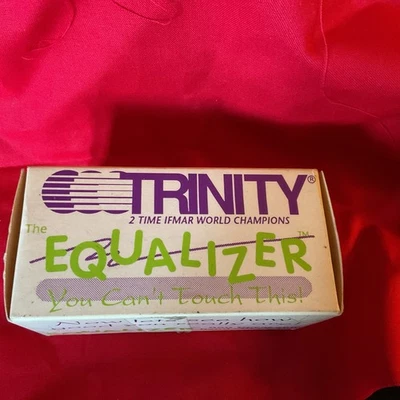 TRINITY®
2 TIME IFMAR WORLD CHAMPIONS
The
EQUALIZER™
You Can't Touch This!